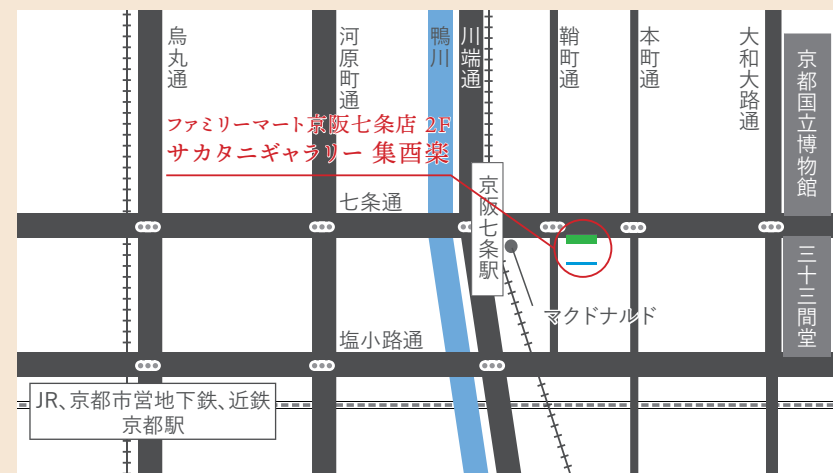 烏丸通
河原町通
鴨川
川端通
鞘町通
本町通
大和大路通
京都国立博物館
ファミリーマート京阪七条店 2F
サカタニギャラリー 集酉楽
七条通
京阪七条駅
三十三間堂
マクドナルド
塩小路通
JR、京都市営地下鉄、近鉄
京都駅